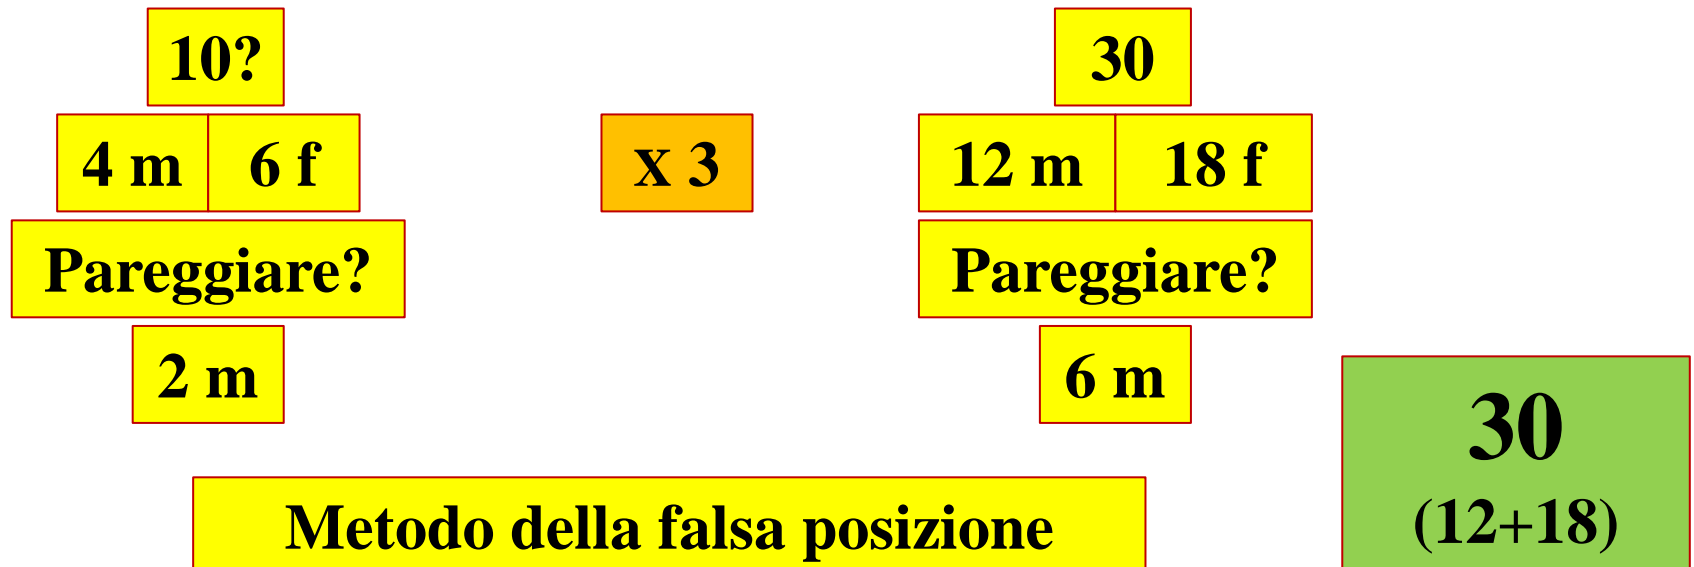 10?
4 m 6 f
Pareggiare?
2 m
X 3
30
12 m 18 f
Pareggiare?
6 m
Metodo della falsa posizione
30
(12+18)